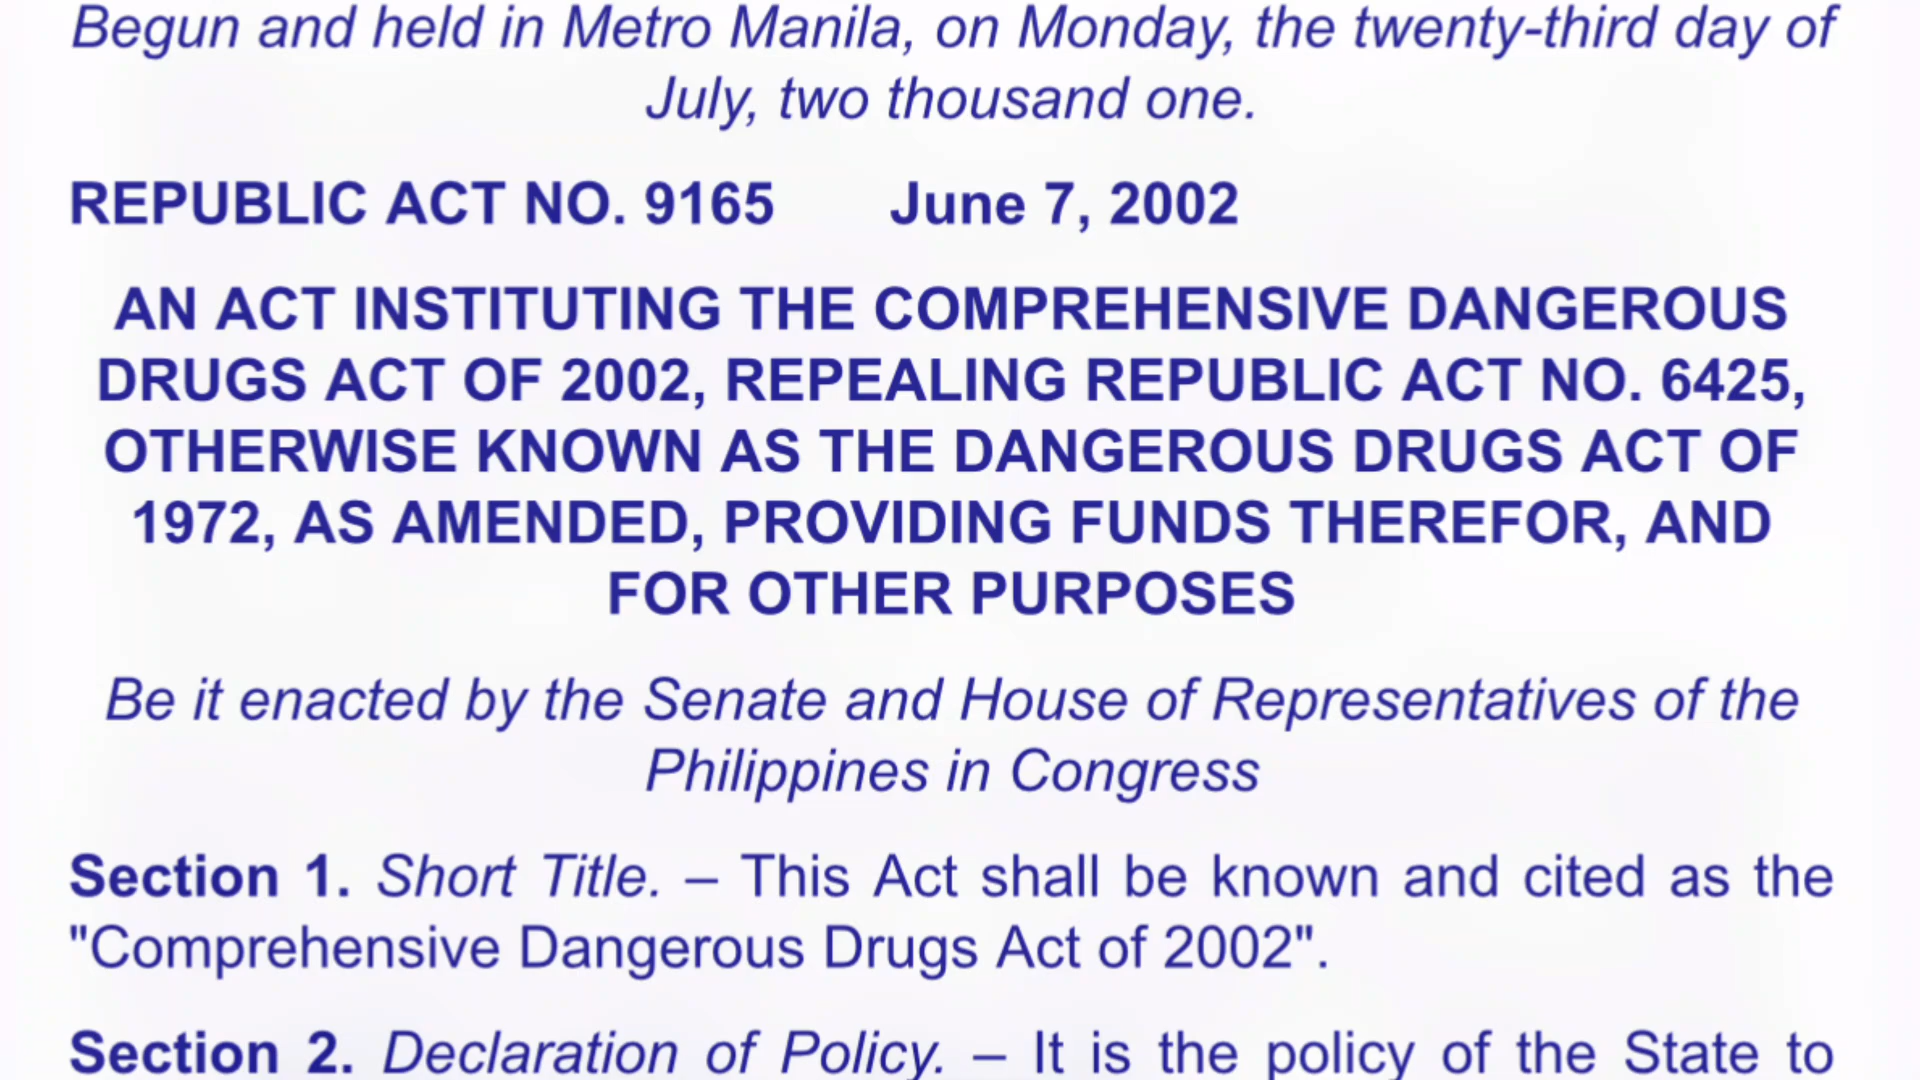 Begun and held in Metro Manila, on Monday, the twenty-third day of
July, two thousand one.
REPUBLIC ACT NO. 9165 June 7, 2002
AN ACT INSTITUTING THE COMPREHENSIVE DANGEROUS
DRUGS ACT OF 2002, REPEALING REPUBLIC ACT NO. 6425,
OTHERWISE KNOWN AS THE DANGEROUS DRUGS ACT OF
1972, AS AMENDED, PROVIDING FUNDS THEREFOR, AND
FOR OTHER PURPOSES
Be it enacted by the Senate and House of Representatives of the
Philippines in Congress
Section 1. Short Title. – This Act shall be known and cited as the
"Comprehensive Dangerous Drugs Act of 2002".
Section 2. Declaration of Policy. – It is the policy of the State to